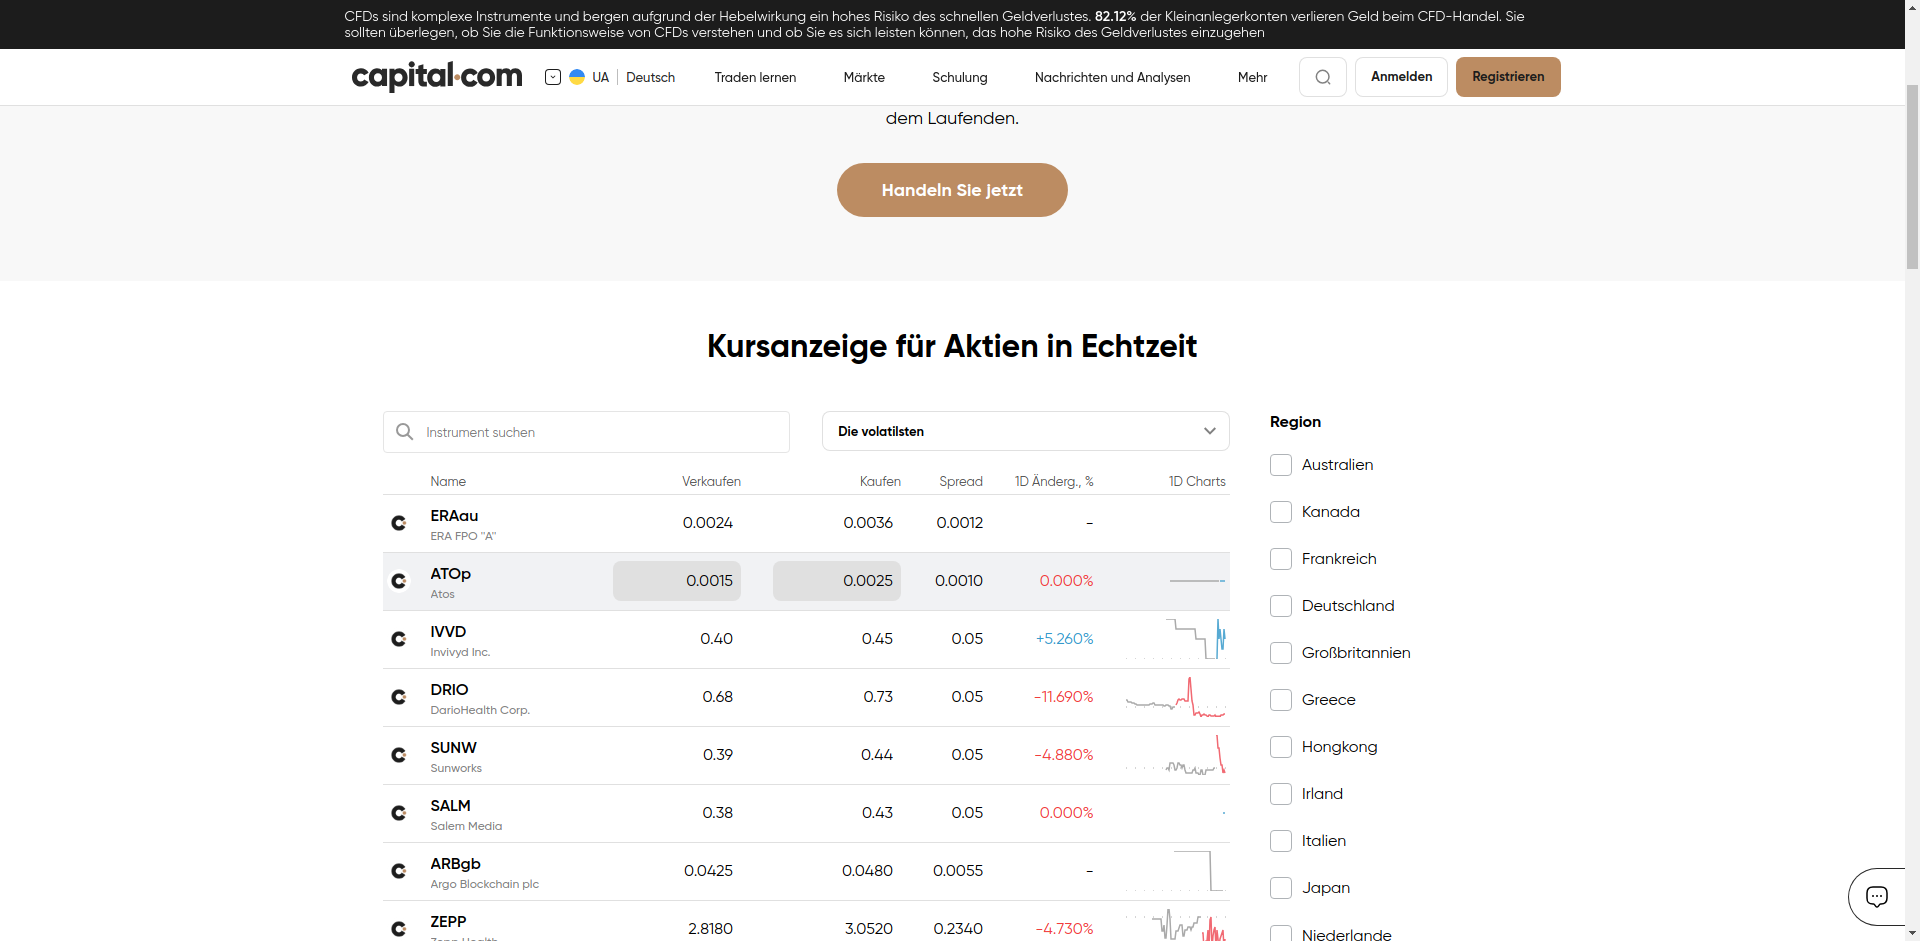 CFDs sind komplexe Instrumente und bergen aufgrund der Hebelwirkung ein hohes Risiko des schnellen Geldverlustes. 82.12% der Kleinanlegerkonten verlieren Geld beim CFD-Handel. Sie
sollten überlegen, ob Sie die Funktionsweise von CFDs verstehen und ob Sie es sich leisten können, das hohe Risiko des Geldverlustes einzugehen
capital.com UA Deutsch Traden lernen Märkte Schulung Nachrichten und Analysen Mehr Anmelden Registrieren
dem Laufenden.
Handeln Sie jetzt
Kursanzeige für Aktien in Echtzeit
Instrument suchen
Die volatilsten
Name Verkaufen Kaufen Spread 1D Änderg., % 1D Charts
ERAau 0.0024 0.0036 0.0012 -
ERA FPO "A"
ATOp 0.0015 0.0025 0.0010 0.000%
Atos
IVVD 0.40 0.45 0.05 +5.260%
Invivyd Inc.
DRIO 0.68 0.73 0.05 -11.690%
DarioHealth Corp.
SUNW 0.39 0.44 0.05 -4.880%
Sunworks
SALM 0.38 0.43 0.05 0.000%
Salem Media
ARBgb 0.0425 0.0480 0.0055 -
Argo Blockchain plc
ZEPP 2.8180 3.0520 0.2340 -4.730%
Zepp Health
Region
Australien
Kanada
Frankreich
Deutschland
Großbritannien
Greece
Hongkong
Irland
Italien
Japan
Niederlande